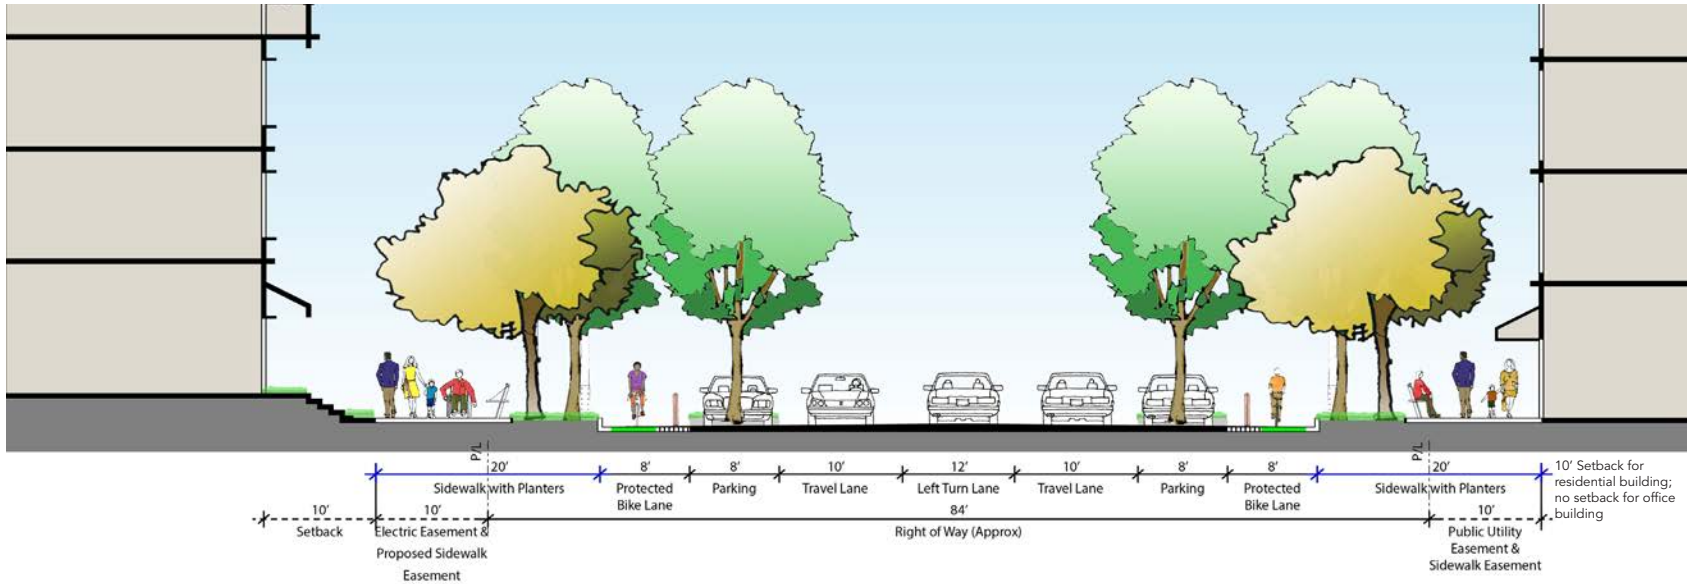 P/L
P/L
20' 8' 8' 10' 12' 10' 8' 8' 20'
Sidewalk with Planters
Protected
Bike Lane
Parking
Travel Lane
Left Turn Lane
Travel Lane
Parking
Protected
Bike Lane
Sidewalk with Planters
10' Setback for
residential building;
no setback for office
building
10' 10' 84' 10'
Setback
Electric Easement &
Proposed Sidewalk
Easement
Right of Way (Approx)
Public Utility
Easement &
Sidewalk Easement